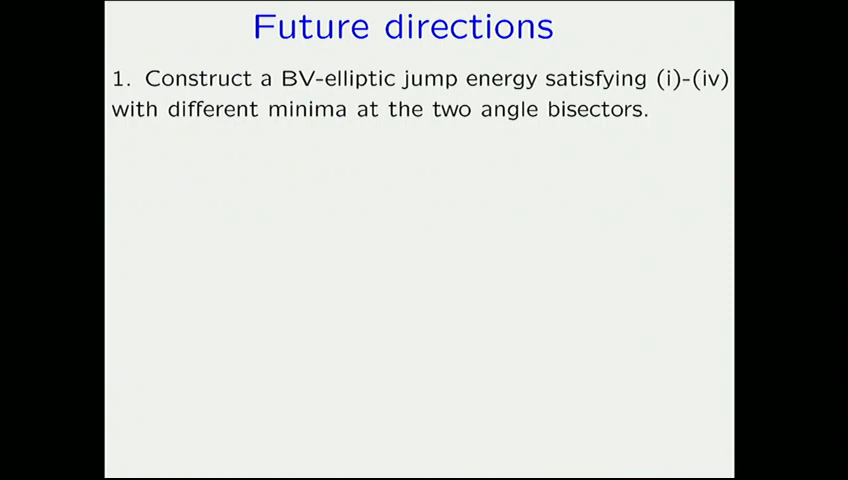 Future directions
1. Construct a BV-elliptic jump energy satisfying (i)-(iv)
with different minima at the two angle bisectors.